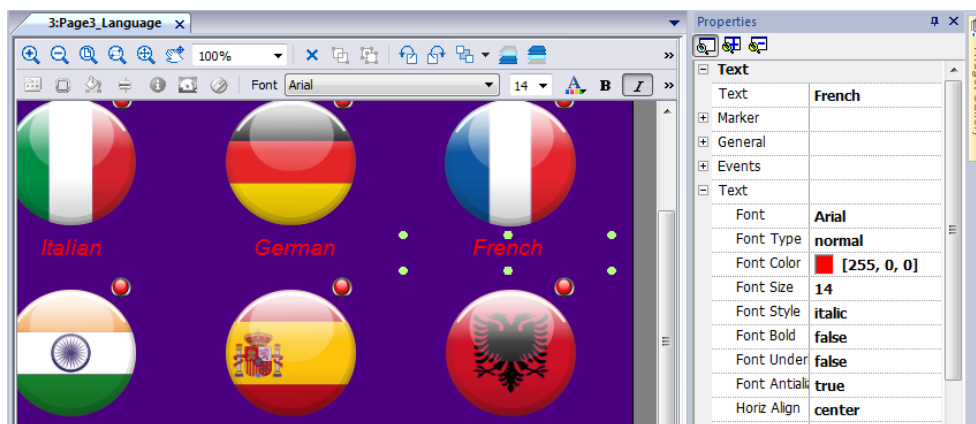 3:Page3_Language x
100%
Font Arial 14 A B I
Italian
German
French
Properties
Text
Text French
Marker
General
Events
Text
Font Arial
Font Type normal
Font Color [255, 0, 0]
Font Size 14
Font Style italic
Font Bold false
Font Under false
Font Antiali true
Horiz Align center